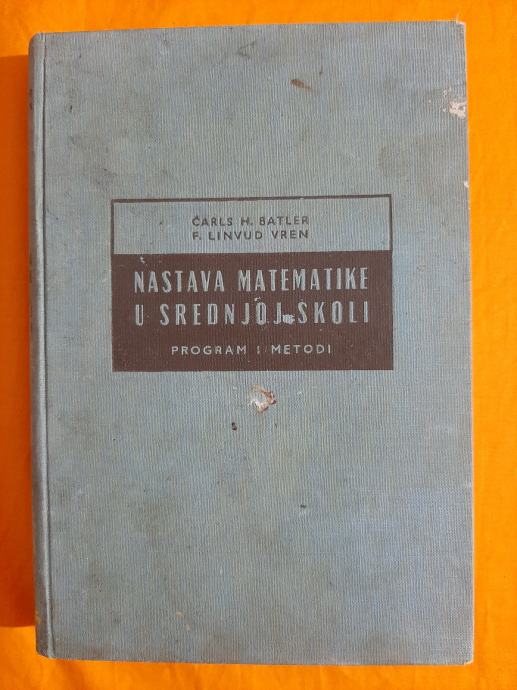 ČARLS H. BATLER
F. LINVUD VREN
NASTAVA MATEMATIKE
U SREDNJOJ ŠKOLI
PROGRAM I METODI